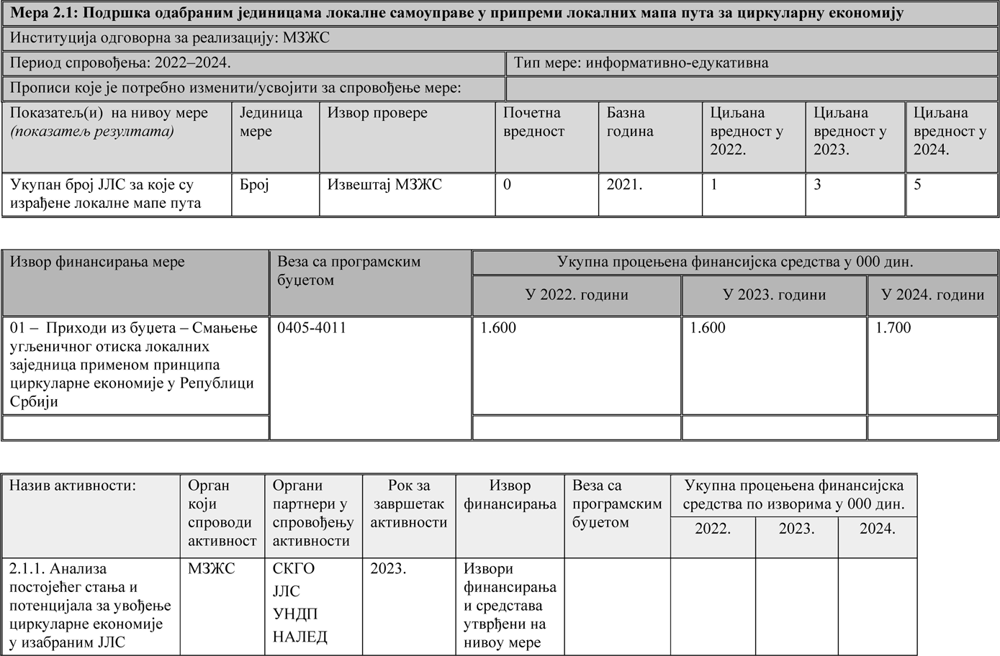 Мера 2.1: Подршка одабраним јединицама локалне самоуправе у припреми локалних мапа пута за циркуларну економију
Институција одговорна за реализацију: МЗЖС
Период спровођења: 2022–2024.
Тип мере: информативно-едукативна
Прописи које је потребно изменити/усвојити за спровођење мере:
Показатељ(и) на нивоу мере
(показатељ резултата)
Јединица
мере
Извор провере
Почетна
вредност
Базна
година
Циљана
вредност у
2022.
Циљана
вредност у
2023.
Циљана
вредност у
2024.
Укупан број ЈЛС за које су
израђене локалне мапе пута
Број
Извештај МЗЖС
0
2021.
1
3
5
Извор финансирања мере
Веза са програмским
буџетом
Укупна процењена финансијска средства у 000 дин.
У 2022. години
У 2023. години
У 2024. години
01 – Приходи из буџета – Смањење
угљеничног отиска локалних
заједница применом принципа
циркуларне економије у Републици
Србији
0405-4011
1.600
1.600
1.700
Назив активности:
Орган
који
спроводи
активност
Органи
партнери у
спровођењу
активности
Рок за
завршетак
активности
Извор
финансирања
Веза са
програмским
буџетом
Укупна процењена финансијска
средства по изворима у 000 дин.
2022.
2023.
2024.
2.1.1. Анализа
постојећег стања и
потенцијала за увођење
циркуларне економије
у изабраним ЈЛС
МЗЖС
СКГО
ЈЛС
УНДП
НАЛЕД
2023.
Извори
финансирања
и средстава
утврђени на
нивоу мере